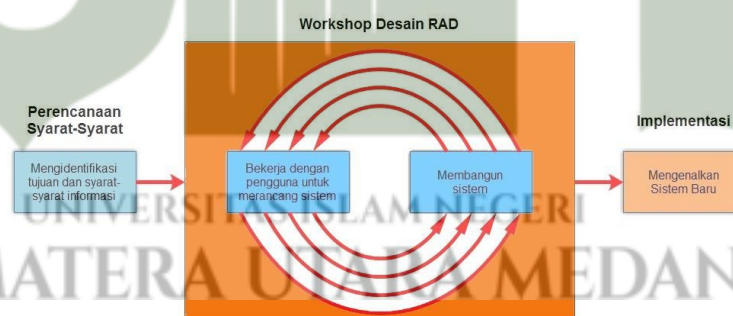 Workshop Desain RAD
Perencanaan
Syarat-Syarat
Mengidentifikasi
tujuan dan syarat-
syarat informasi
Bekerja dengan
pengguna untuk
merancang sistem
Membangun
sistem
Implementasi
Mengenalkan
Sistem Baru
UNIVERSITAS ISLAM NEGERI
MATERA UTARA MEDAN